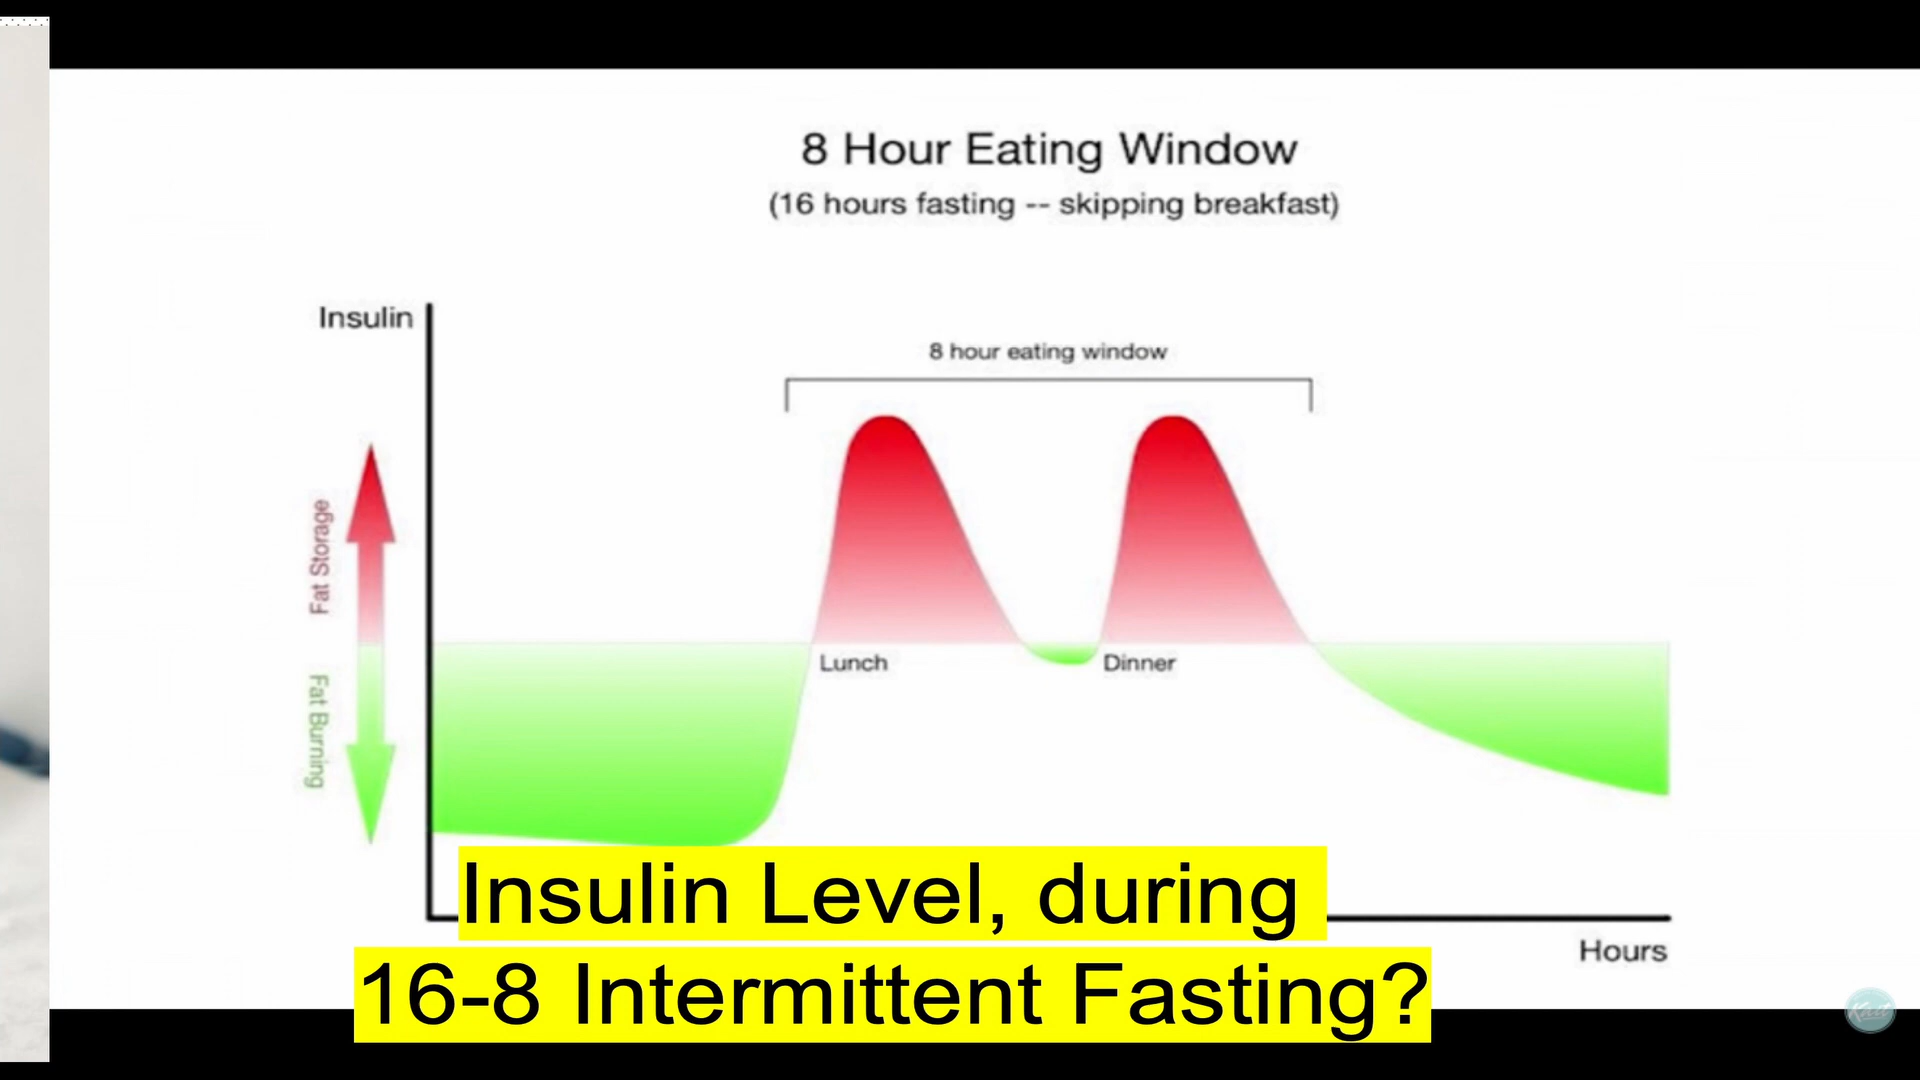 8 Hour Eating Window
(16 hours fasting -- skipping breakfast)
Insulin
8 hour eating window
Fat Storage
Fat Burning
Lunch
Dinner
Hours
Insulin Level, during
16-8 Intermittent Fasting?
Kait